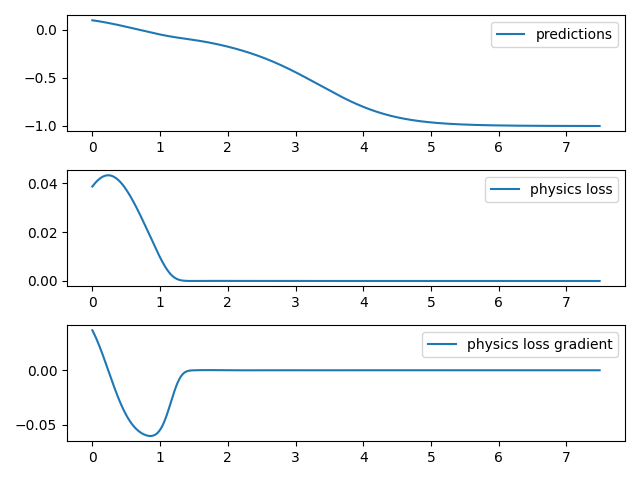 predictions
0.0
−0.5
−1.0
0 1 2 3 4 5 6 7
physics loss
0.04
0.02
0.00
0 1 2 3 4 5 6 7
physics loss gradient
0.00
−0.05
0 1 2 3 4 5 6 7